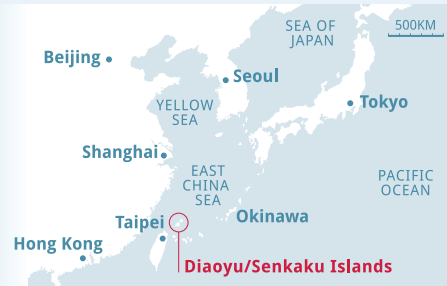 SEA OF
JAPAN
500KM
Beijing
Seoul
Tokyo
YELLOW
SEA
Shanghai
EAST
CHINA
SEA
PACIFIC
OCEAN
Taipei
Okinawa
Hong Kong
Diaoyu/Senkaku Islands